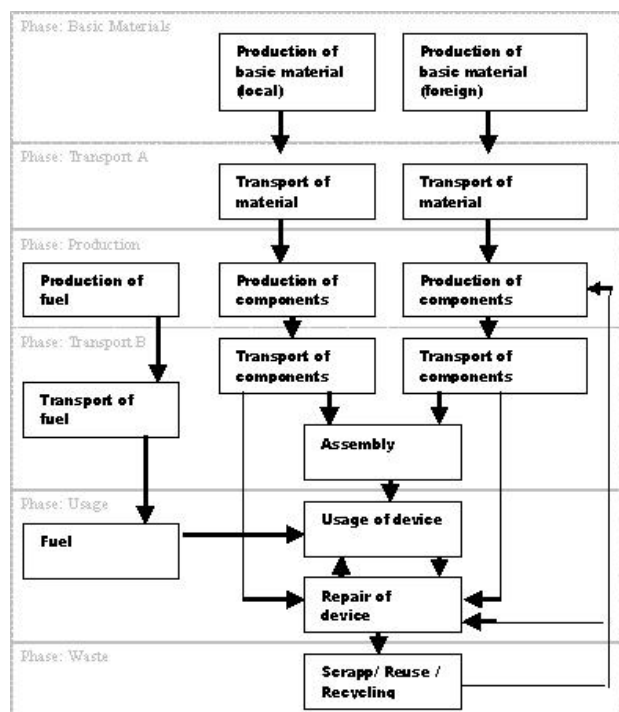 Phase: Basic Materials
Production of
basic material
(local)
Production of
basic material
(foreign)
Phase: Transport A
Transport of
material
Transport of
material
Phase: Production
Production of
fuel
Production of
components
Production of
components
Phase: Transport B
Transport of
components
Transport of
components
Transport of
fuel
Assembly
Phase: Usage
Usage of device
Fuel
Repair of
device
Phase: Waste
Scrapp/ Reuse /
Recycling